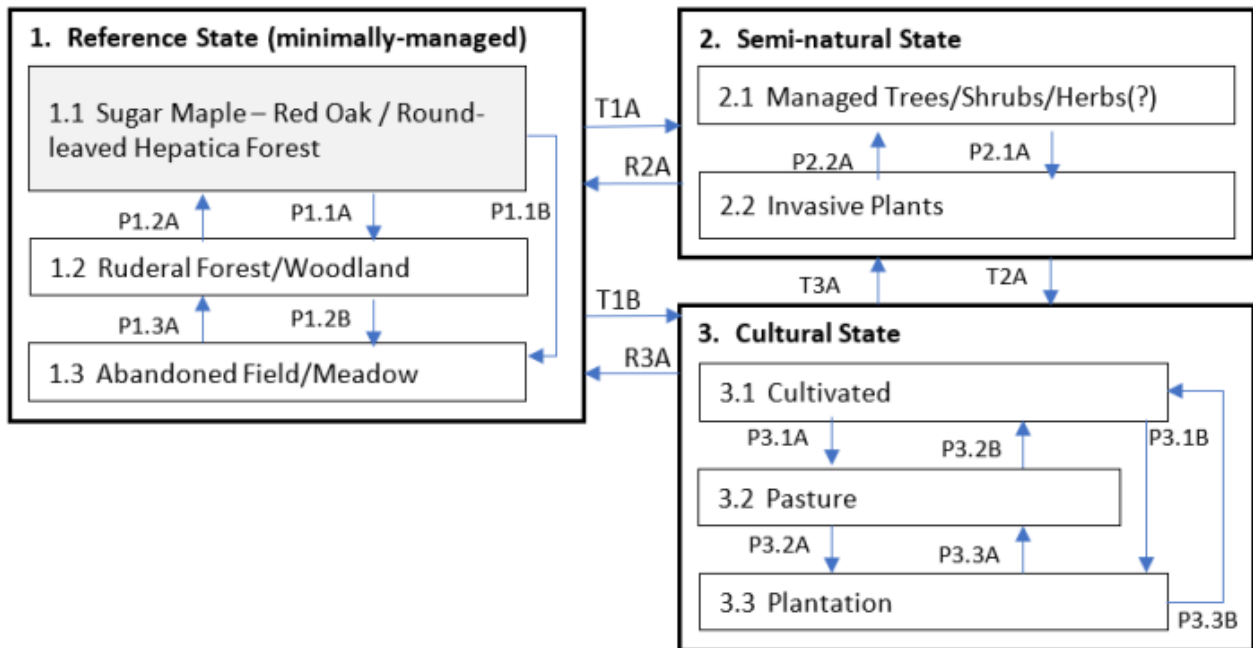 1. Reference State (minimally-managed)
1.1 Sugar Maple – Red Oak / Round-
leaved Hepatica Forest
P1.2A
P1.1A
P1.1B
1.2 Ruderal Forest/Woodland
P1.3A
P1.2B
1.3 Abandoned Field/Meadow
T1A
R2A
T1B
R3A
2. Semi-natural State
2.1 Managed Trees/Shrubs/Herbs(?)
P2.2A
P2.1A
2.2 Invasive Plants
T3A
T2A
3. Cultural State
3.1 Cultivated
P3.1A
P3.2B
P3.1B
3.2 Pasture
P3.2A
P3.3A
3.3 Plantation
P3.3B